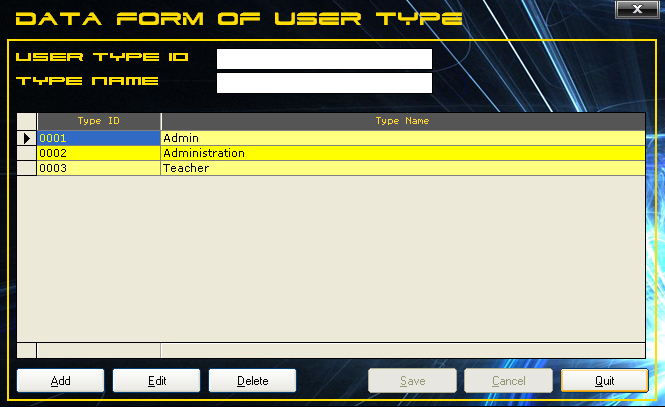 DATA FORM OF USER TYPE
X
USER TYPE ID
TYPE NAME
Type ID Type Name
0001 Admin
0002 Administration
0003 Teacher
Add Edit Delete Save Cancel Quit